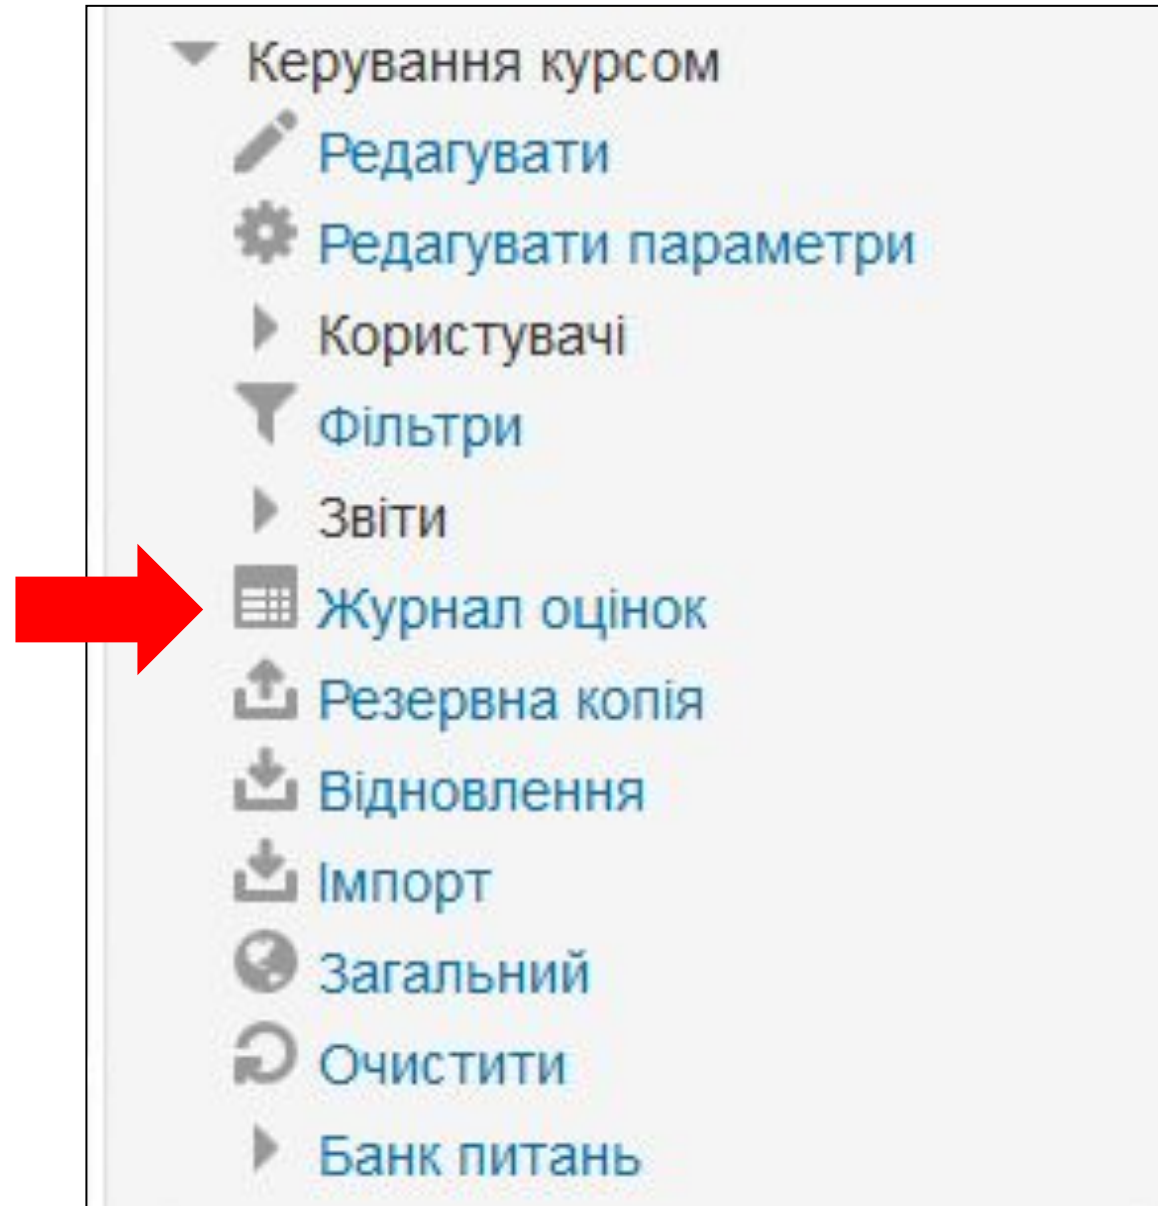 Керування курсом
Редагувати
Редагувати параметри
Користувачі
Фільтри
Звіти
Журнал оцінок
Резервна копія
Відновлення
Імпорт
Загальний
Очистити
Банк питань